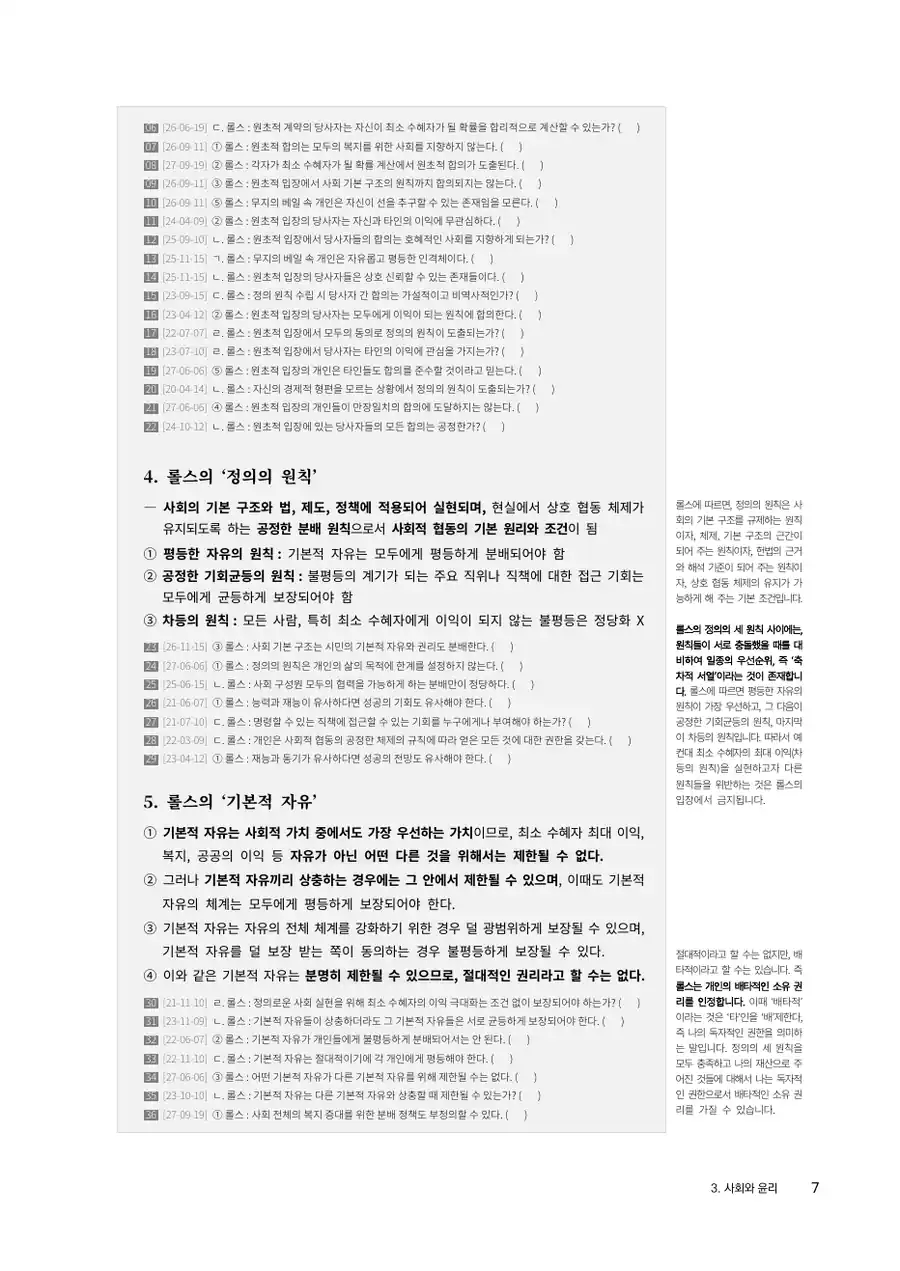 06 [26-06-19] ㄷ. 롤스 : 원초적 계약의 당사자는 자신이 최소 수혜자가 될 확률을 합리적으로 계산할 수 있는가? (     )
07 [26-09-11] ① 롤스 : 원초적 합의는 모두의 복지를 위한 사회를 지향하지 않는다. (     )
08 [27-09-19] ② 롤스 : 각자가 최소 수혜자가 될 확률 계산에서 원초적 합의가 도출된다. (     )
09 [26-09-11] ③ 롤스 : 원초적 입장에서 사회 기본 구조의 원칙까지 합의되지는 않는다. (     )
10 [26-09-11] ⑤ 롤스 : 무지의 베일 속 개인은 자신이 선을 추구할 수 있는 존재임을 모른다. (     )
11 [24-04-09] ② 롤스 : 원초적 입장의 당사자는 자신과 타인의 이익에 무관심하다. (     )
12 [25-09-10] ㄴ. 롤스 : 원초적 입장에서 당사자들의 합의는 호혜적인 사회를 지향하게 되는가? (     )
13 [25-11-15] ㄱ. 롤스 : 무지의 베일 속 개인은 자유롭고 평등한 인격체이다. (     )
14 [25-11-15] ㄴ. 롤스 : 원초적 입장의 당사자들은 상호 신뢰할 수 있는 존재들이다. (     )
15 [23-09-15] ㄷ. 롤스 : 정의 원칙 수립 시 당사자 간 합의는 가설적이고 비역사적인가? (     )
16 [23-04-12] ② 롤스 : 원초적 입장의 당사자는 모두에게 이익이 되는 원칙에 합의한다. (     )
17 [22-07-07] ㄹ. 롤스 : 원초적 입장에서 모두의 동의로 정의의 원칙이 도출되는가? (     )
18 [23-07-10] ㄹ. 롤스 : 원초적 입장에서 당사자는 타인의 이익에 관심을 가지는가? (     )
19 [27-06-06] ⑤ 롤스 : 원초적 입장의 개인은 타인들도 합의를 준수할 것이라고 믿는다. (     )
20 [20-04-14] ㄴ. 롤스 : 자신의 경제적 형편을 모르는 상황에서 정의의 원칙이 도출되는가? (     )
21 [27-06-06] ④ 롤스 : 원초적 입장의 개인들이 만장일치의 합의에 도달하지는 않는다. (     )
22 [24-10-12] ㄴ. 롤스 : 원초적 입장에 있는 당사자들의 모든 합의는 공정한가? (     )
4. 롤스의 ‘정의의 원칙’
― 사회의 기본 구조와 법, 제도, 정책에 적용되어 실현되며, 현실에서 상호 협동 체제가
유지되도록 하는 공정한 분배 원칙으로서 사회적 협동의 기본 원리와 조건이 됨
① 평등한 자유의 원칙 : 기본적 자유는 모두에게 평등하게 분배되어야 함
② 공정한 기회균등의 원칙 : 불평등의 계기가 되는 주요 직위나 직책에 대한 접근 기회는
모두에게 균등하게 보장되어야 함
③ 차등의 원칙 : 모든 사람, 특히 최소 수혜자에게 이익이 되지 않는 불평등은 정당화 X
23 [26-11-15] ③ 롤스 : 사회 기본 구조는 시민의 기본적 자유와 권리도 분배한다. (     )
24 [27-06-06] ① 롤스 : 정의의 원칙은 개인의 삶의 목적에 한계를 설정하지 않는다. (     )
25 [25-06-15] ㄴ. 롤스 : 사회 구성원 모두의 협력을 가능하게 하는 분배만이 정당하다. (     )
26 [21-06-07] ① 롤스 : 능력과 재능이 유사하다면 성공의 기회도 유사해야 한다. (     )
27 [21-07-10] ㄷ. 롤스 : 명령할 수 있는 직책에 접근할 수 있는 기회를 누구에게나 부여해야 하는가? (     )
28 [22-03-09] ㄷ. 롤스 : 개인은 사회적 협동의 공정한 체제의 규칙에 따라 얻은 모든 것에 대한 권한을 갖는다. (     )
29 [23-04-12] ① 롤스 : 재능과 동기가 유사하다면 성공의 전망도 유사해야 한다. (     )
5. 롤스의 ‘기본적 자유’
① 기본적 자유는 사회적 가치 중에서도 가장 우선하는 가치이므로, 최소 수혜자 최대 이익,
복지, 공공의 이익 등 자유가 아닌 어떤 다른 것을 위해서는 제한될 수 없다.
② 그러나 기본적 자유끼리 상충하는 경우에는 그 안에서 제한될 수 있으며, 이때도 기본적
자유의 체계는 모두에게 평등하게 보장되어야 한다.
③ 기본적 자유는 자유의 전체 체계를 강화하기 위한 경우 덜 광범위하게 보장될 수 있으며,
기본적 자유를 덜 보장 받는 쪽이 동의하는 경우 불평등하게 보장될 수 있다.
④ 이와 같은 기본적 자유는 분명히 제한될 수 있으므로, 절대적인 권리라고 할 수는 없다.
30 [21-11-10] ㄹ. 롤스 : 정의로운 사회 실현을 위해 최소 수혜자의 이익 극대화는 조건 없이 보장되어야 하는가? (     )
31 [23-11-09] ㄴ. 롤스 : 기본적 자유들이 상충하더라도 그 기본적 자유들은 서로 균등하게 보장되어야 한다. (     )
32 [22-06-07] ② 롤스 : 기본적 자유가 개인들에게 불평등하게 분배되어서는 안 된다. (     )
33 [22-11-10] ㄷ. 롤스 : 기본적 자유는 절대적이기에 각 개인에게 평등해야 한다. (     )
34 [27-06-06] ③ 롤스 : 어떤 기본적 자유가 다른 기본적 자유를 위해 제한될 수는 없다. (     )
35 [23-10-10] ㄴ. 롤스 : 기본적 자유는 다른 기본적 자유와 상충할 때 제한될 수 있는가? (     )
36 [27-09-19] ① 롤스 : 사회 전체의 복지 증대를 위한 분배 정책도 부정의할 수 있다. (     )
롤스에 따르면, 정의의 원칙은 사
회의 기본 구조를 규제하는 원칙
이자, 체제, 기본 구조의 근간이
되어 주는 원칙이자, 헌법의 근거
와 해석 기준이 되어 주는 원칙이
자, 상호 협동 체제의 유지가 가
능하게 해 주는 기본 조건입니다.
롤스의 정의의 세 원칙 사이에는,
원칙들이 서로 충돌했을 때를 대
비하여 일종의 우선순위, 즉 ‘축
차적 서열’이라는 것이 존재합니
다. 롤스에 따르면 평등한 자유의
원칙이 가장 우선하고, 그 다음이
공정한 기회균등의 원칙, 마지막
이 차등의 원칙입니다. 따라서 예
컨대 최소 수혜자의 최대 이익(차
등의 원칙)을 실현하고자 다른
원칙들을 위반하는 것은 롤스의
입장에서 금지됩니다.
절대적이라고 할 수는 없지만, 배
타적이라고 할 수는 있습니다. 즉
롤스는 개인의 배타적인 소유 권
리를 인정합니다. 이때 ‘배타적’
이라는 것은 ‘타’인을 ‘배’제한다,
즉 나의 독자적인 권한을 의미하
는 말입니다. 정의의 세 원칙을
모두 충족하고 나의 재산으로 주
어진 것들에 대해서 나는 독자적
인 권한으로서 배타적인 소유 권
리를 가질 수 있습니다.
3. 사회와 윤리 7